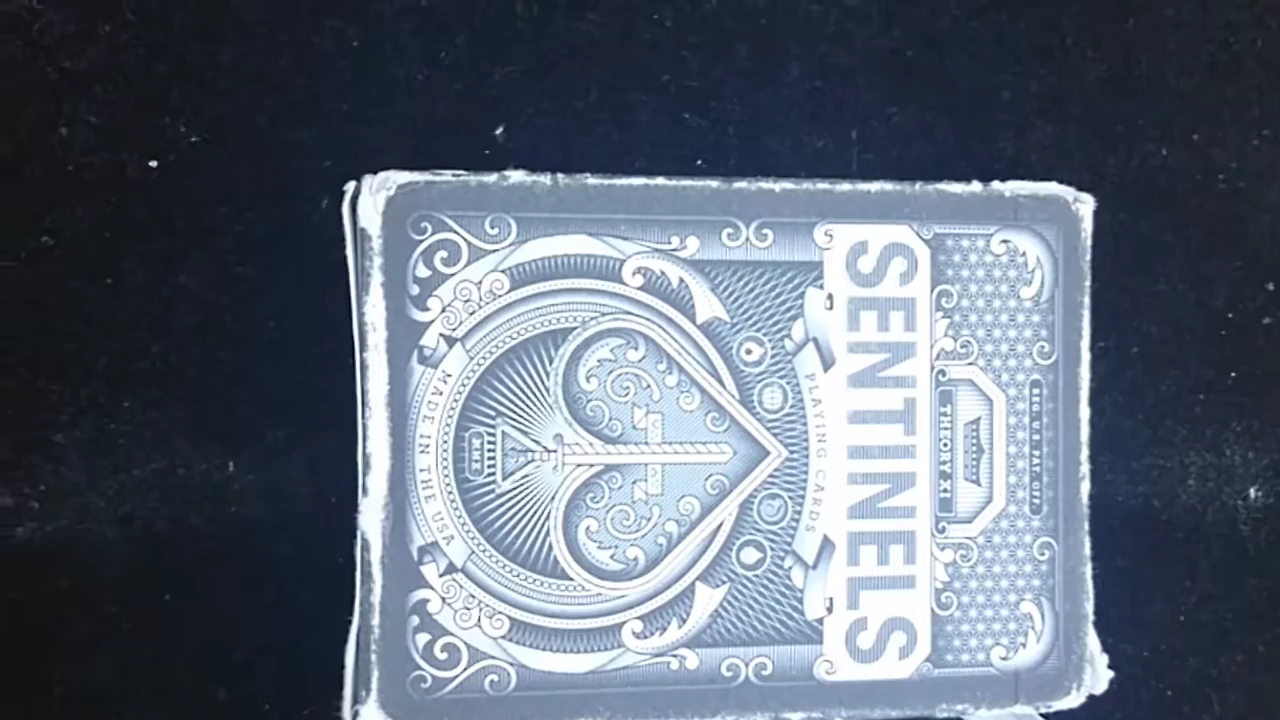 REG. U.S. PAT. OFF.
THEORY XI
SENTINELS
PLAYING CARDS
MADE IN THE USA